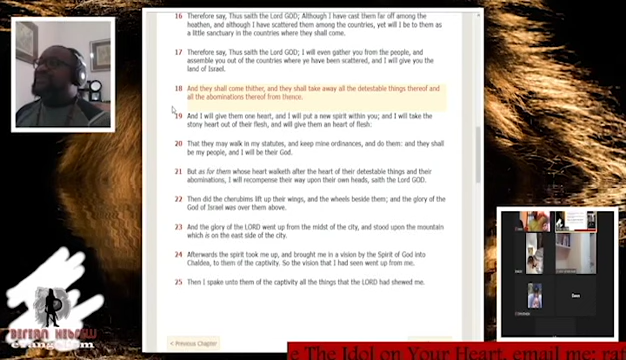 16 Therefore say, Thus saith the Lord GOD; Although I have cast them far off among the
heathen, and although I have scattered them among the countries, yet will I be to them as
a little sanctuary in the countries where they shall come.
17 Therefore say, Thus saith the Lord GOD; I will even gather you from the people, and
assemble you out of the countries where ye have been scattered, and I will give you the
land of Israel.
18 And they shall come thither, and they shall take away all the detestable things thereof and
all the abominations thereof from thence.
19 And I will give them one heart, and I will put a new spirit within you; and I will take the
stony heart out of their flesh, and will give them an heart of flesh:
20 That they may walk in my statutes, and keep mine ordinances, and do them: and they shall
be my people, and I will be their God.
21 But as for them whose heart walketh after the heart of their detestable things and their
abominations, I will recompense their way upon their own heads, saith the Lord GOD.
22 Then did the cherubims lift up their wings, and the wheels beside them; and the glory of the
God of Israel was over them above.
23 And the glory of the LORD went up from the midst of the city, and stood upon the mountain
which is on the east side of the city.
24 Afterwards the spirit took me up, and brought me in a vision by the Spirit of God into
Chaldea, to them of the captivity. So the vision that I had seen went up from me.
25 Then I spake unto them of the captivity all the things that the LORD had shewed me.
< Previous Chapter
BEREAN HEBREW
e The Idol on Your Heart, email me: ra